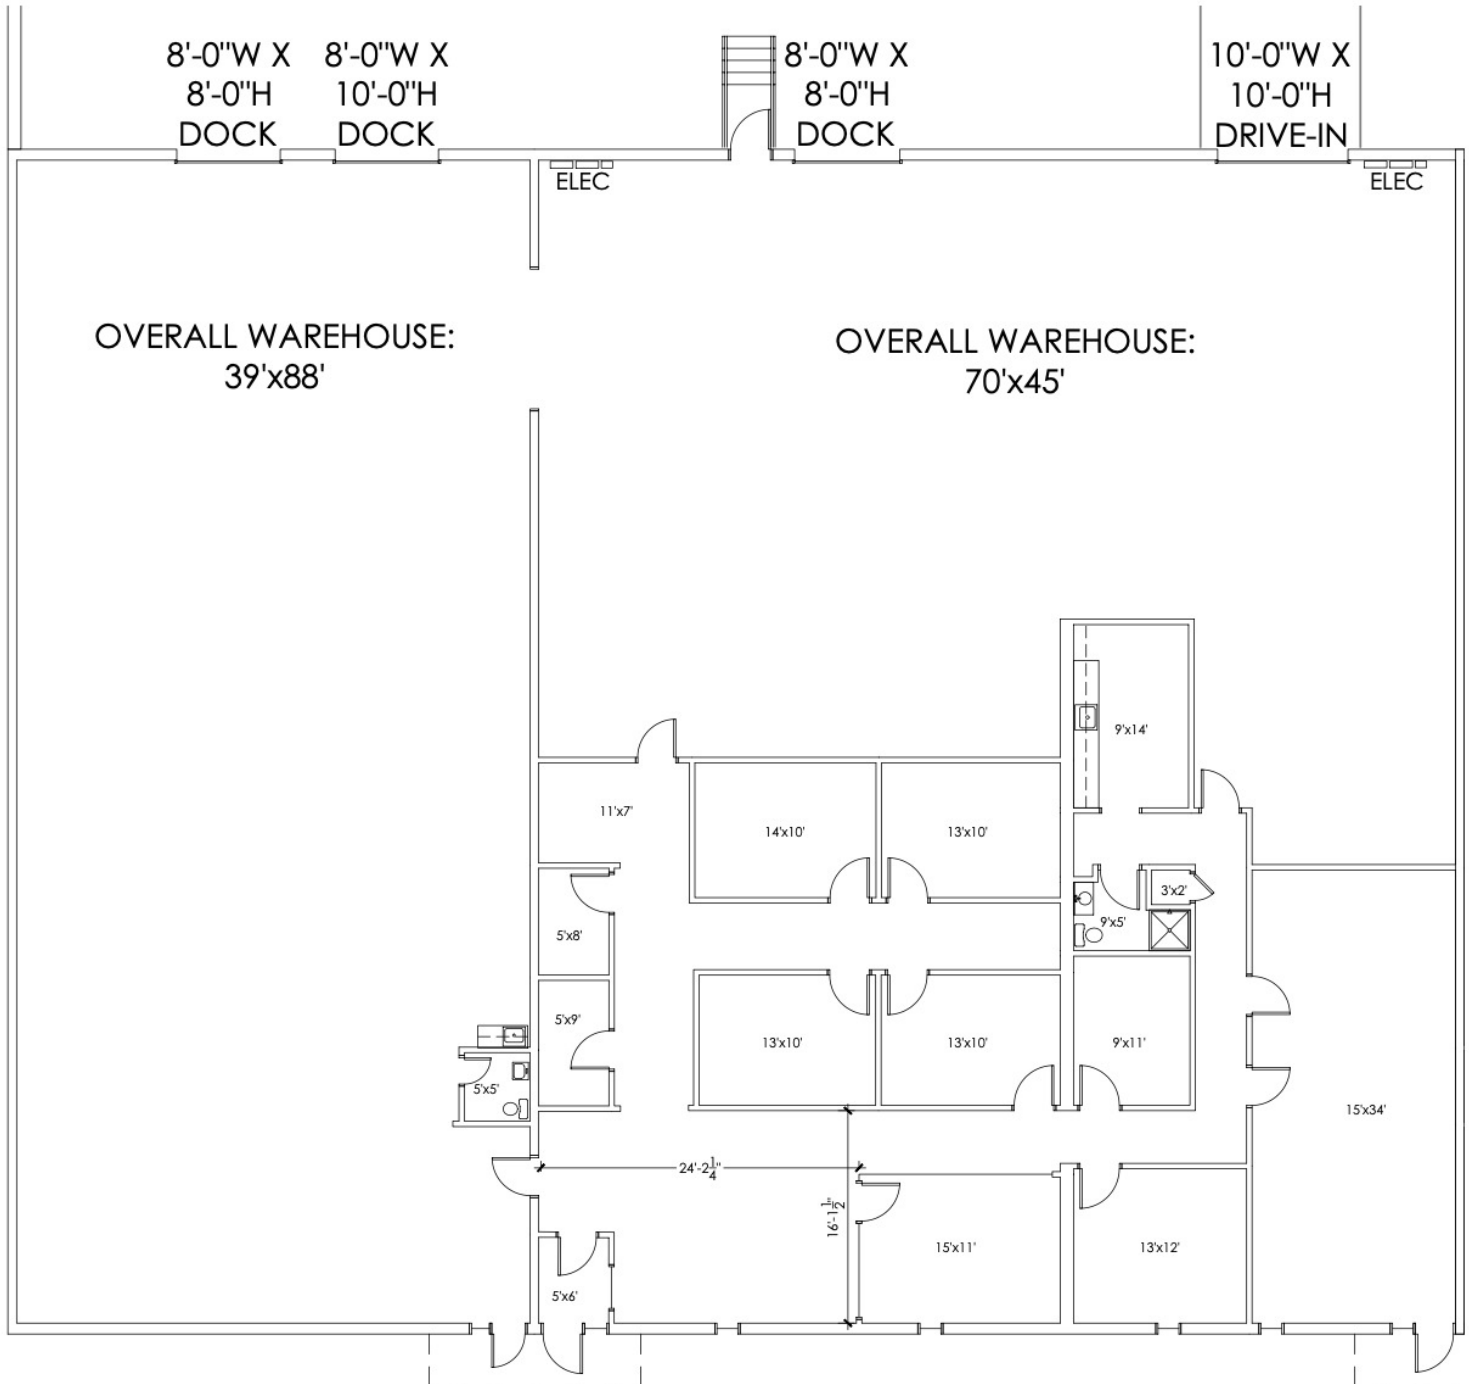 8'-0"W X
8'-0"H
DOCK
8'-0"W X
10'-0"H
DOCK
8'-0"W X
8'-0"H
DOCK
10'-0"W X
10'-0"H
DRIVE-IN
ELEC
ELEC
OVERALL WAREHOUSE:
39'x88'
OVERALL WAREHOUSE:
70'x45'
9'x14'
11'x7'
14'x10'
13'x10'
3'x2'
9'x5'
5'x8'
5'x9'
13'x10'
13'x10'
9'x11'
5'x5'
15'x34'
24'-2 1/4"
16'-1 1/2"
15'x11'
13'x12'
5'x6'